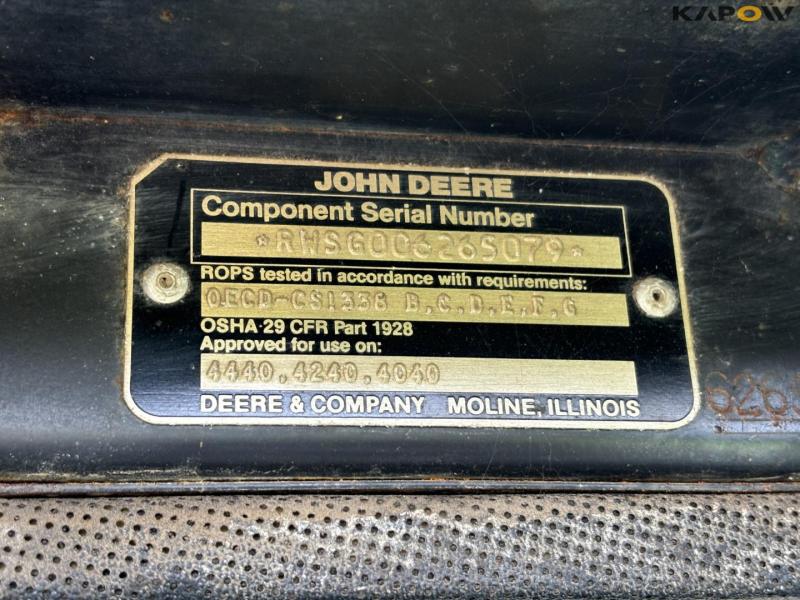 KAPOW
JOHN DEERE
Component Serial Number
*RWSG006265079*
ROPS tested in accordance with requirements:
OECD-CS1338 B,C,D,E,F,G
OSHA 29 CFR Part 1928
Approved for use on:
4440,4240,4040
DEERE & COMPANY MOLINE, ILLINOIS